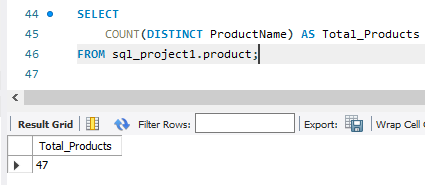 44 SELECT
45 COUNT(DISTINCT ProductName) AS Total_Products
46 FROM sql_project1.product;
47
Result Grid Filter Rows: Export: Wrap Cell C
Total_Products
47